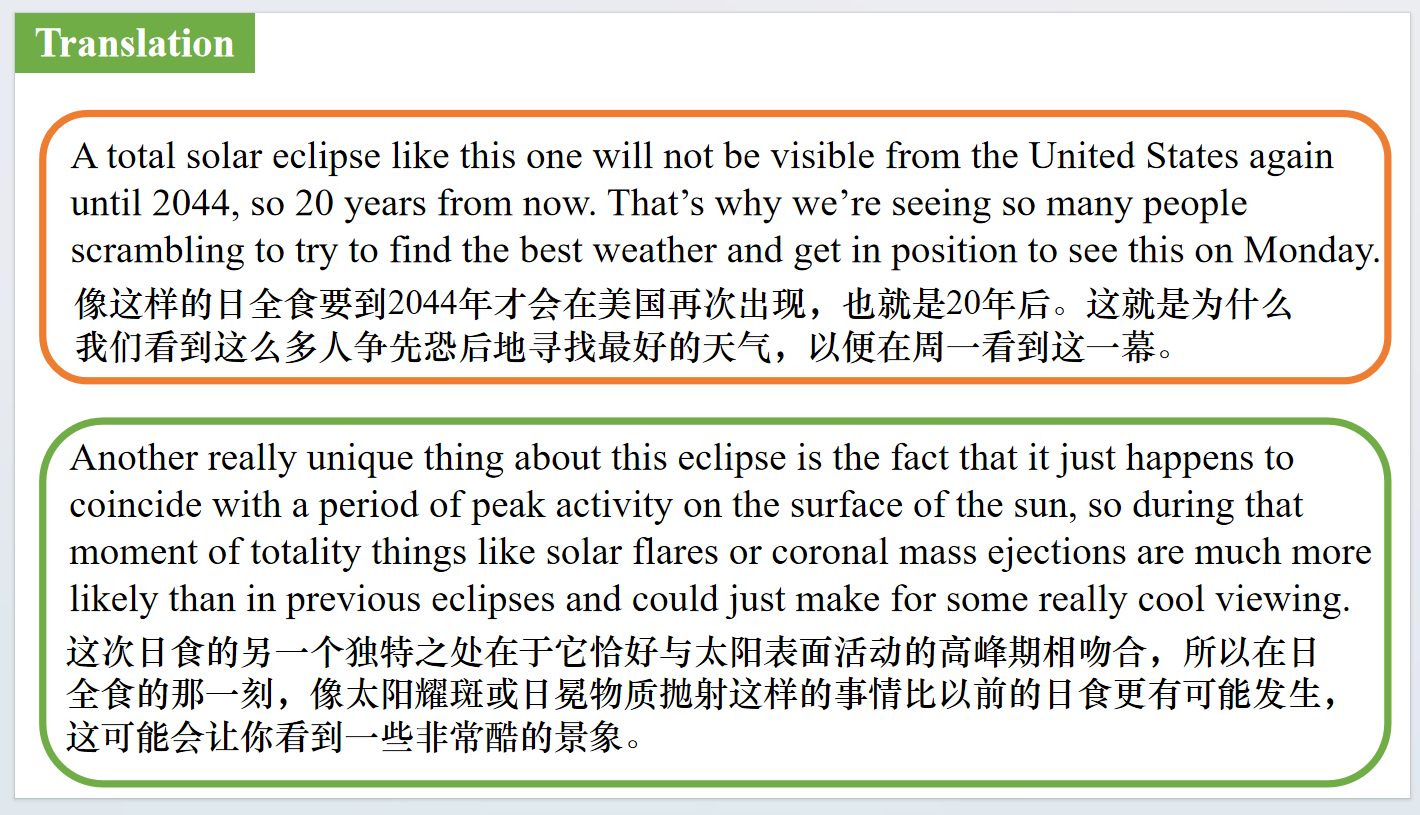 Translation
A total solar eclipse like this one will not be visible from the United States again
until 2044, so 20 years from now. That’s why we’re seeing so many people
scrambling to try to find the best weather and get in position to see this on Monday.
像这样的日全食要到2044年才会在美国再次出现，也就是20年后。这就是为什么
我们看到这么多人争先恐后地寻找最好的天气，以便在周一看到这一幕。
Another really unique thing about this eclipse is the fact that it just happens to
coincide with a period of peak activity on the surface of the sun, so during that
moment of totality things like solar flares or coronal mass ejections are much more
likely than in previous eclipses and could just make for some really cool viewing.
这次日食的另一个独特之处在于它恰好与太阳表面活动的高峰期相吻合，所以在日
全食的那一刻，像太阳耀斑或日冕物质抛射这样的事情比以前的日食更有可能发生，
这可能会让你看到一些非常酷的景象。